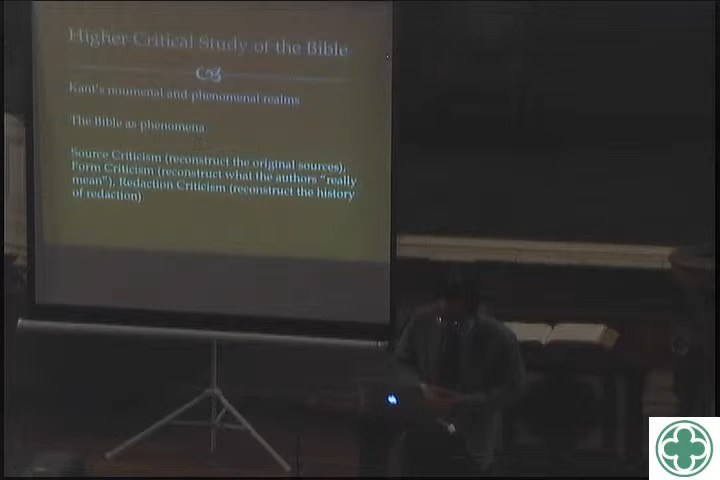 Higher Critical Study of the Bible
Kant's noumenal and phenomenal realms
The Bible as phenomena
Source Criticism (reconstruct the original sources),
Form Criticism (reconstruct what the authors "really
mean"), Redaction Criticism (reconstruct the history
of redaction)